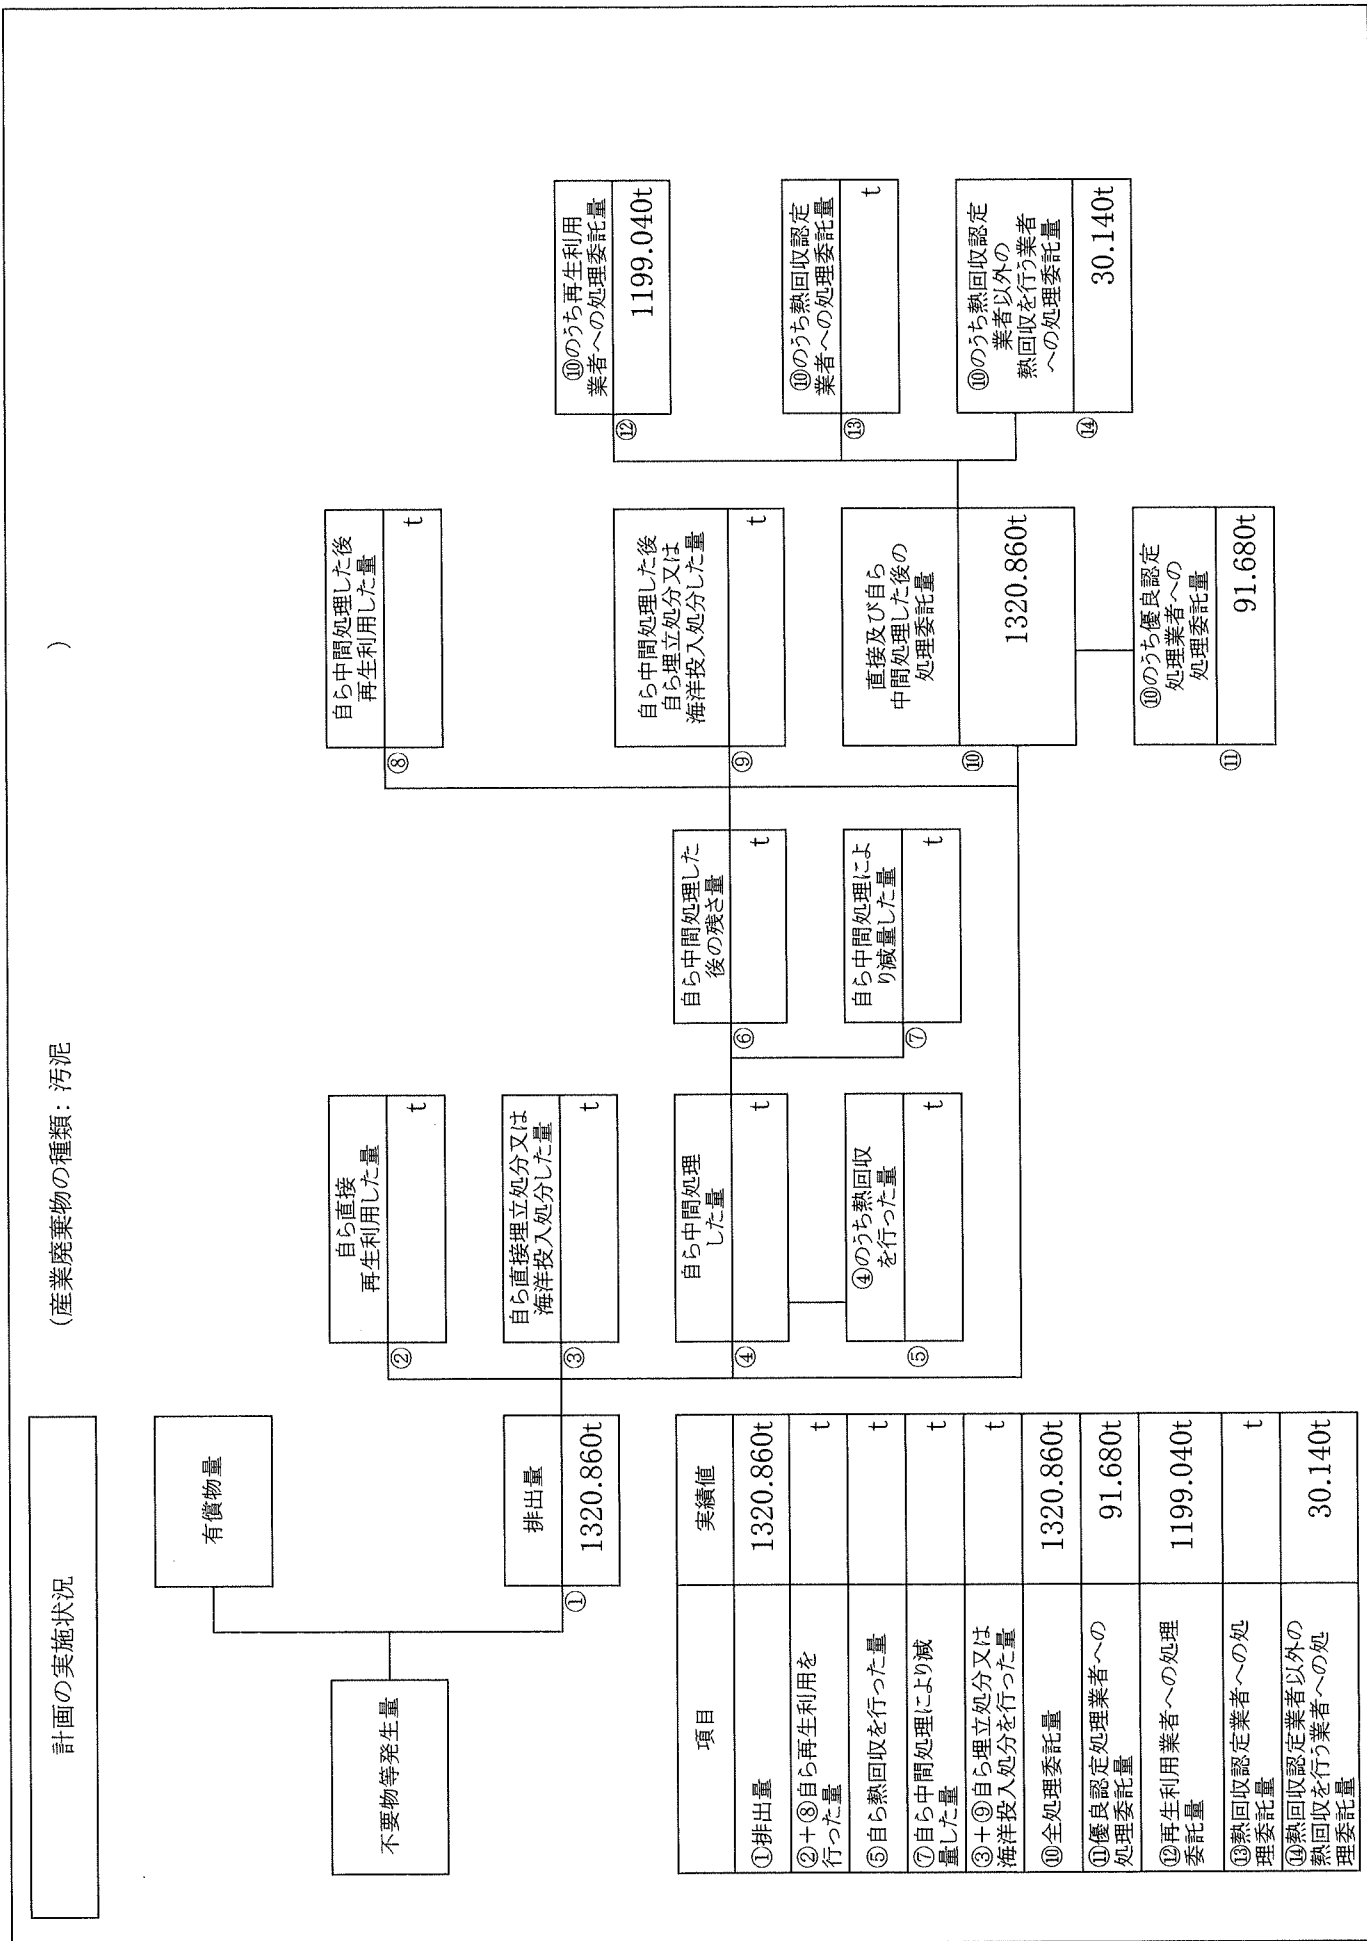 計画の実施状況
(産業廃棄物の種類：汚泥
)
不要物等発生量
有償物量
①
排出量
1320.860t
②
自ら直接
再生利用した量
t
③
自ら直接埋立処分又は
海洋投入処分した量
t
④
自ら中間処理
した量
t
⑤
④のうち熱回収
を行った量
t
⑥
自ら中間処理した
後の残さ量
t
⑦
自ら中間処理によ
り減量した量
t
⑧
自ら中間処理した後
再生利用した量
t
⑨
自ら中間処理した後
自ら埋立処分又は
海洋投入処分した量
t
⑩
直接及び自ら
中間処理した後の
処理委託量
1320.860t
⑪
⑩のうち優良認定
処理業者への
処理委託量
91.680t
⑫
⑩のうち再生利用
業者への処理委託量
1199.040t
⑬
⑩のうち熱回収認定
業者への処理委託量
t
⑭
⑩のうち熱回収認定
業者以外の
熱回収を行う業者
への処理委託量
30.140t
項目 実績値
①排出量 1320.860t
②+⑧自ら再生利用を
行った量 t
⑤自ら熱回収を行った量 t
⑦自ら中間処理により減
量した量 t
③+⑨自ら埋立処分又は
海洋投入処分を行った量 t
⑩全処理委託量 1320.860t
⑪優良認定処理業者への
処理委託量 91.680t
⑫再生利用業者への処理
委託量 1199.040t
⑬熱回収認定業者への処
理委託量 t
⑭熱回収認定業者以外の
熱回収を行う業者への処
理委託量 30.140t